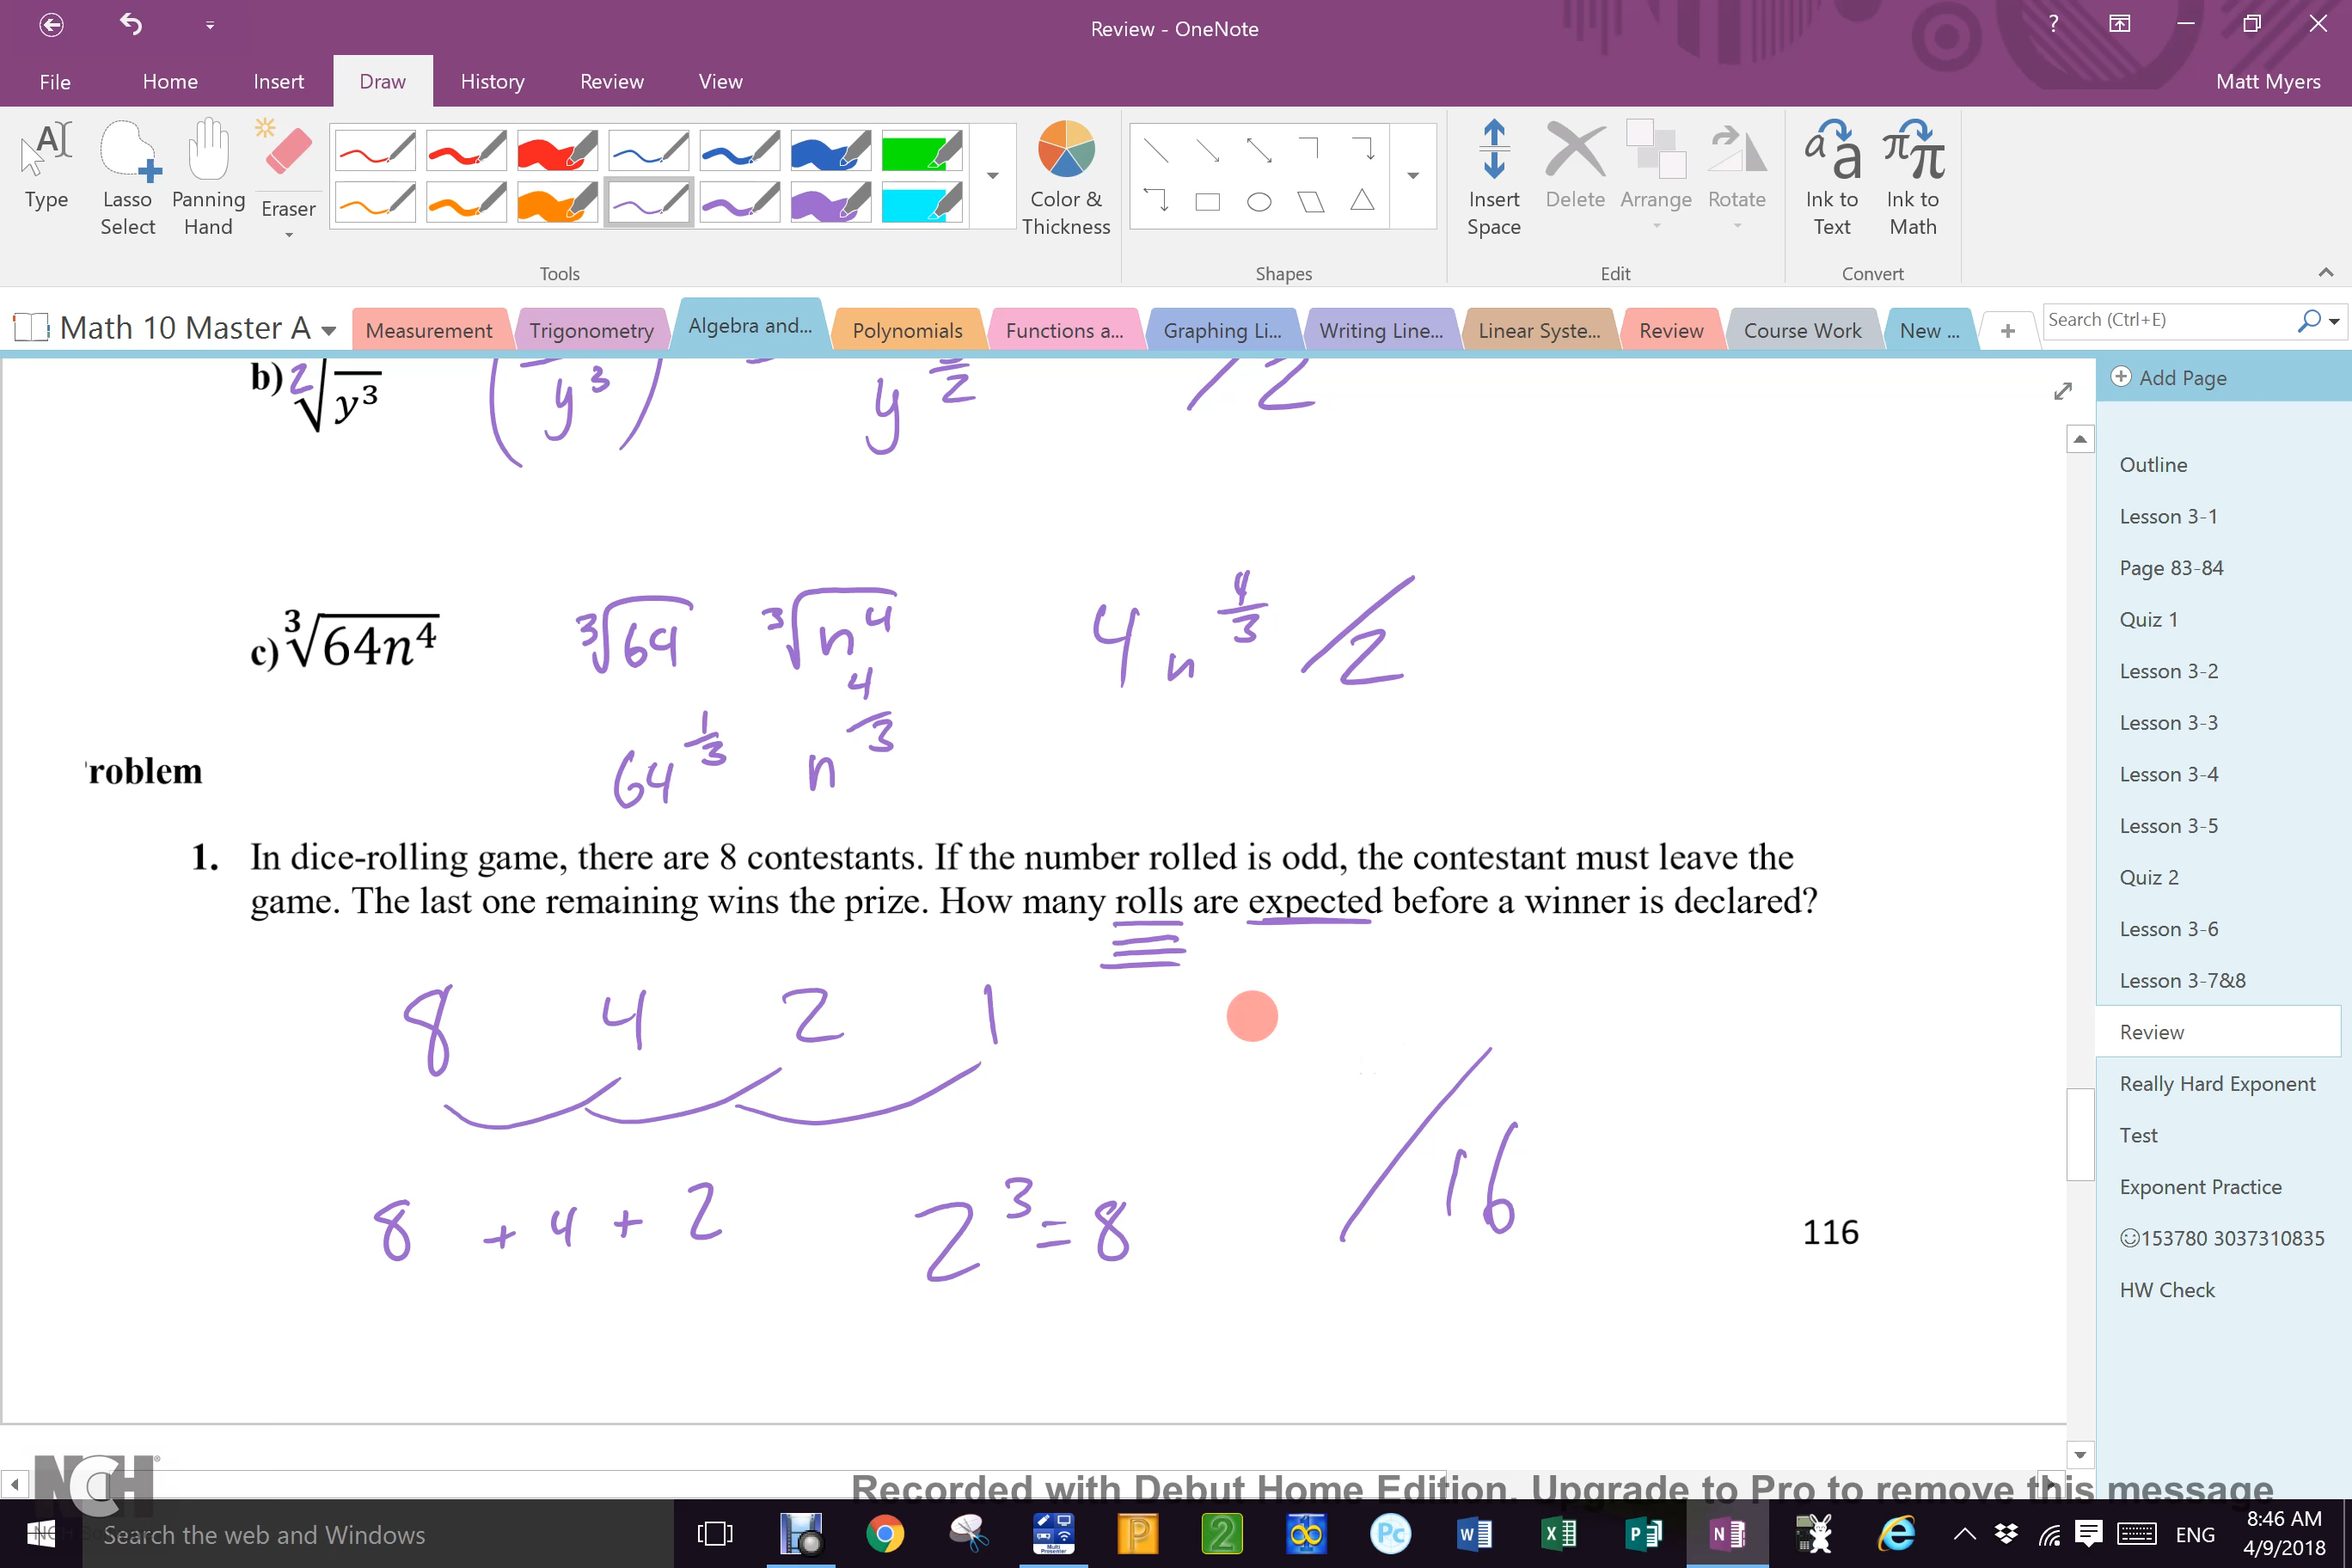 Review - OneNote
?
File Home Insert Draw History Review View
Matt Myers
Type
Lasso Select
Panning Hand
Eraser
Color & Thickness
Insert Space
Delete
Arrange
Rotate
Ink to Text
Ink to Math
Tools
Shapes
Edit
Convert
Math 10 Master A
Measurement
Trigonometry
Algebra and...
Polynomials
Functions a...
Graphing Li...
Writing Line...
Linear Syste...
Review
Course Work
New ...
Search (Ctrl+E)
Add Page
Outline
Lesson 3-1
Page 83-84
Quiz 1
Lesson 3-2
Lesson 3-3
Lesson 3-4
Lesson 3-5
Quiz 2
Lesson 3-6
Lesson 3-7&8
Review
Really Hard Exponent
Test
Exponent Practice
☺153780 3037310835
HW Check
b) 2√y³ (y³) y 2 /2
c) ³√64n⁴ ³√64 ³√n⁴ 4n^4/3 /2
64^1/3 n^4/3
roblem
1. In dice-rolling game, there are 8 contestants. If the number rolled is odd, the contestant must leave the
game. The last one remaining wins the prize. How many rolls are expected before a winner is declared?
8 4 2 1
8 + 4 + 2 2³ = 8 /16
116
NCH
Recorded with Debut Home Edition. Upgrade to Pro to remove this message
Search the web and Windows
ENG
8:46 AM
4/9/2018